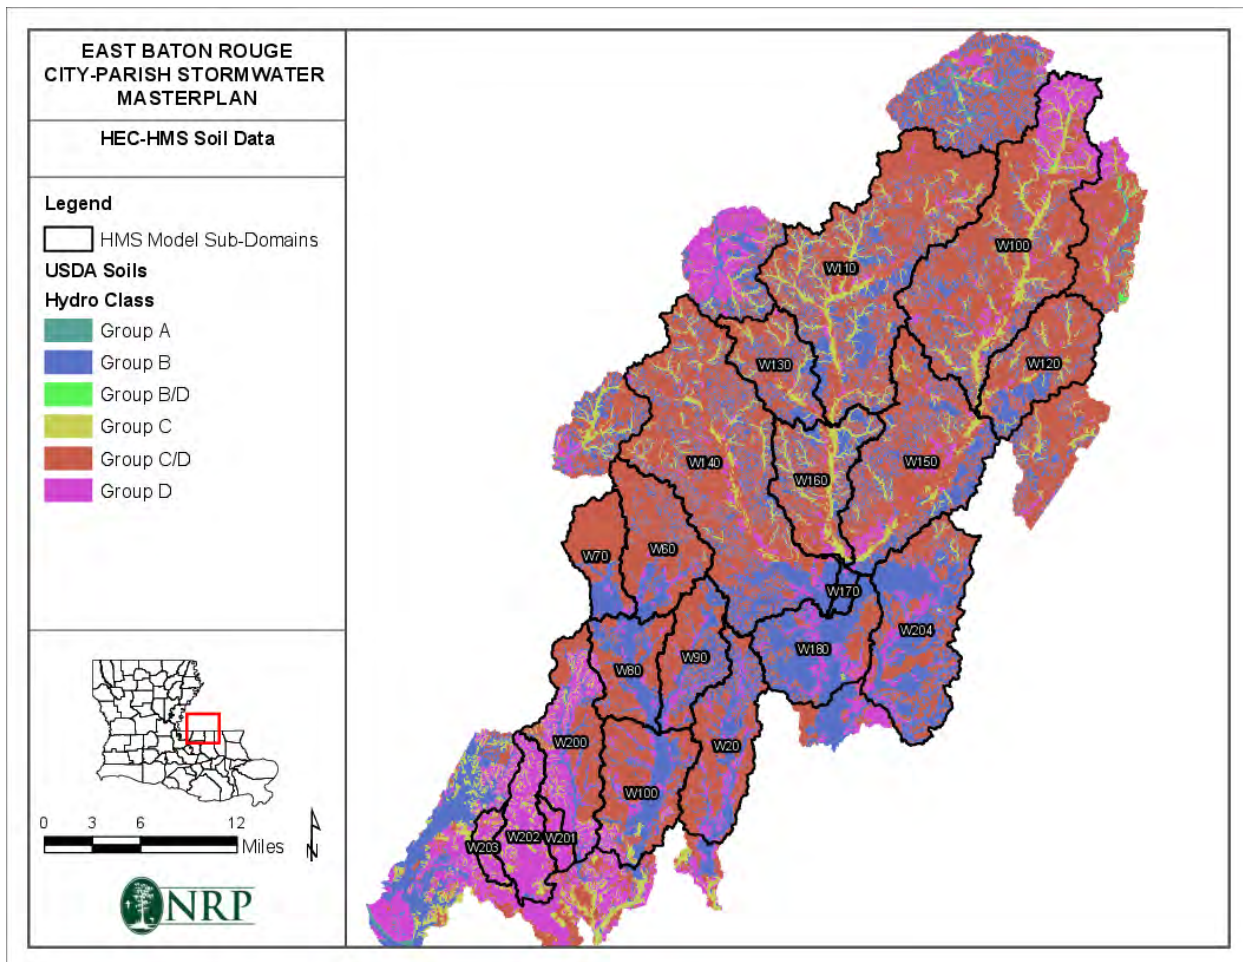 EAST BATON ROUGE
CITY-PARISH STORMWATER
MASTERPLAN
HEC-HMS Soil Data
Legend
HMS Model Sub-Domains
USDA Soils
Hydro Class
Group A
Group B
Group B/D
Group C
Group C/D
Group D
0 3 6 12
Miles
N
NRP
W100
W110
W120
W130
W140
W150
W160
W70
W60
W170
W204
W180
W80
W90
W200
W20
W100
W203
W202
W201